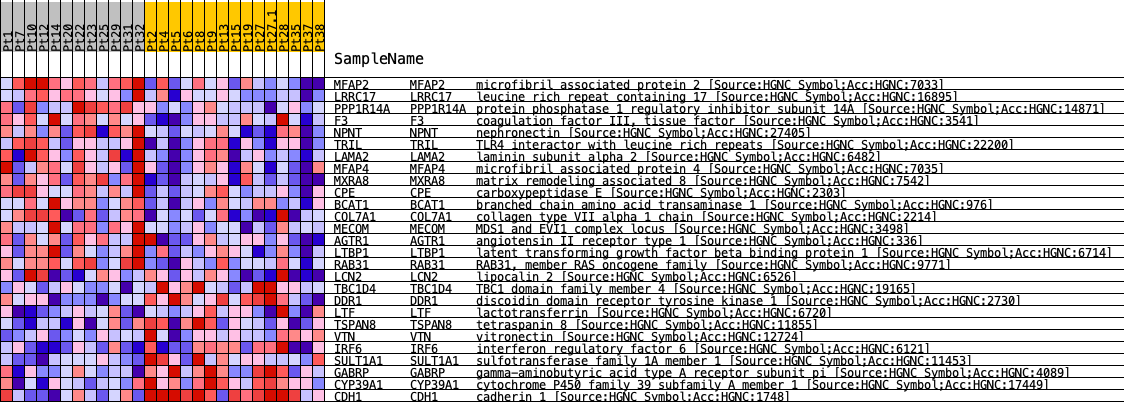 Pt1
Pt7
Pt10
Pt12
Pt14
Pt20
Pt22
Pt23
Pt25
Pt29
Pt31
Pt32
Pt2
Pt4
Pt5
Pt6
Pt8
Pt9
Pt13
Pt15
Pt19
Pt27
Pt27.1
Pt28
Pt35
Pt37
Pt38
SampleName
MFAP2 MFAP2 microfibril associated protein 2 [Source:HGNC Symbol;Acc:HGNC:7033]
LRRC17 LRRC17 leucine rich repeat containing 17 [Source:HGNC Symbol;Acc:HGNC:16895]
PPP1R14A PPP1R14A protein phosphatase 1 regulatory inhibitor subunit 14A [Source:HGNC Symbol;Acc:HGNC:14871]
F3 F3 coagulation factor III, tissue factor [Source:HGNC Symbol;Acc:HGNC:3541]
NPNT NPNT nephronectin [Source:HGNC Symbol;Acc:HGNC:27405]
TRIL TRIL TLR4 interactor with leucine rich repeats [Source:HGNC Symbol;Acc:HGNC:22200]
LAMA2 LAMA2 laminin subunit alpha 2 [Source:HGNC Symbol;Acc:HGNC:6482]
MFAP4 MFAP4 microfibril associated protein 4 [Source:HGNC Symbol;Acc:HGNC:7035]
MXRA8 MXRA8 matrix remodeling associated 8 [Source:HGNC Symbol;Acc:HGNC:7542]
CPE CPE carboxypeptidase E [Source:HGNC Symbol;Acc:HGNC:2303]
BCAT1 BCAT1 branched chain amino acid transaminase 1 [Source:HGNC Symbol;Acc:HGNC:976]
COL7A1 COL7A1 collagen type VII alpha 1 chain [Source:HGNC Symbol;Acc:HGNC:2214]
MECOM MECOM MDS1 and EVI1 complex locus [Source:HGNC Symbol;Acc:HGNC:3498]
AGTR1 AGTR1 angiotensin II receptor type 1 [Source:HGNC Symbol;Acc:HGNC:336]
LTBP1 LTBP1 latent transforming growth factor beta binding protein 1 [Source:HGNC Symbol;Acc:HGNC:6714]
RAB31 RAB31 RAB31, member RAS oncogene family [Source:HGNC Symbol;Acc:HGNC:9771]
LCN2 LCN2 lipocalin 2 [Source:HGNC Symbol;Acc:HGNC:6526]
TBC1D4 TBC1D4 TBC1 domain family member 4 [Source:HGNC Symbol;Acc:HGNC:19165]
DDR1 DDR1 discoidin domain receptor tyrosine kinase 1 [Source:HGNC Symbol;Acc:HGNC:2730]
LTF LTF lactotransferrin [Source:HGNC Symbol;Acc:HGNC:6720]
TSPAN8 TSPAN8 tetraspanin 8 [Source:HGNC Symbol;Acc:HGNC:11855]
VTN VTN vitronectin [Source:HGNC Symbol;Acc:HGNC:12724]
IRF6 IRF6 interferon regulatory factor 6 [Source:HGNC Symbol;Acc:HGNC:6121]
SULT1A1 SULT1A1 sulfotransferase family 1A member 1 [Source:HGNC Symbol;Acc:HGNC:11453]
GABRP GABRP gamma-aminobutyric acid type A receptor subunit pi [Source:HGNC Symbol;Acc:HGNC:4089]
CYP39A1 CYP39A1 cytochrome P450 family 39 subfamily A member 1 [Source:HGNC Symbol;Acc:HGNC:17449]
CDH1 CDH1 cadherin 1 [Source:HGNC Symbol;Acc:HGNC:1748]